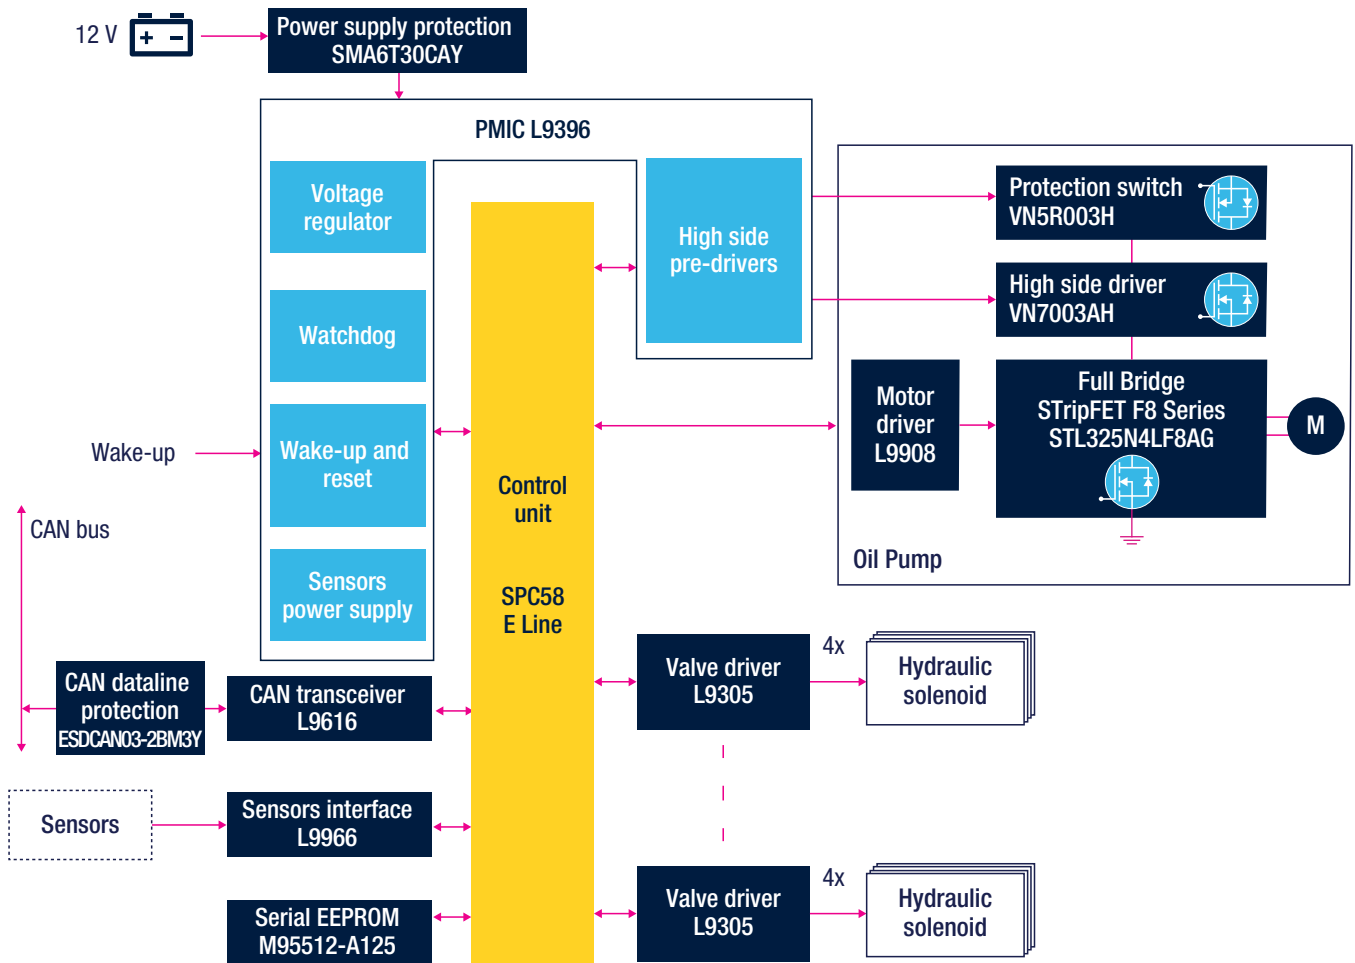 12 V
+ −
Power supply protection
SMA6T30CAY
PMIC L9396
Voltage
regulator
Watchdog
Wake-up and
reset
Sensors
power supply
High side
pre-drivers
Wake-up
CAN bus
Control
unit
SPC58
E Line
Protection switch
VN5R003H
High side driver
VN7003AH
Motor
driver
L9908
Full Bridge
STripFET F8 Series
STL325N4LF8AG
M
Oil Pump
CAN dataline
protection
ESDCAN03-2BM3Y
CAN transceiver
L9616
Sensors
Sensors interface
L9966
Serial EEPROM
M95512-A125
Valve driver
L9305
4x
Hydraulic
solenoid
Valve driver
L9305
4x
Hydraulic
solenoid